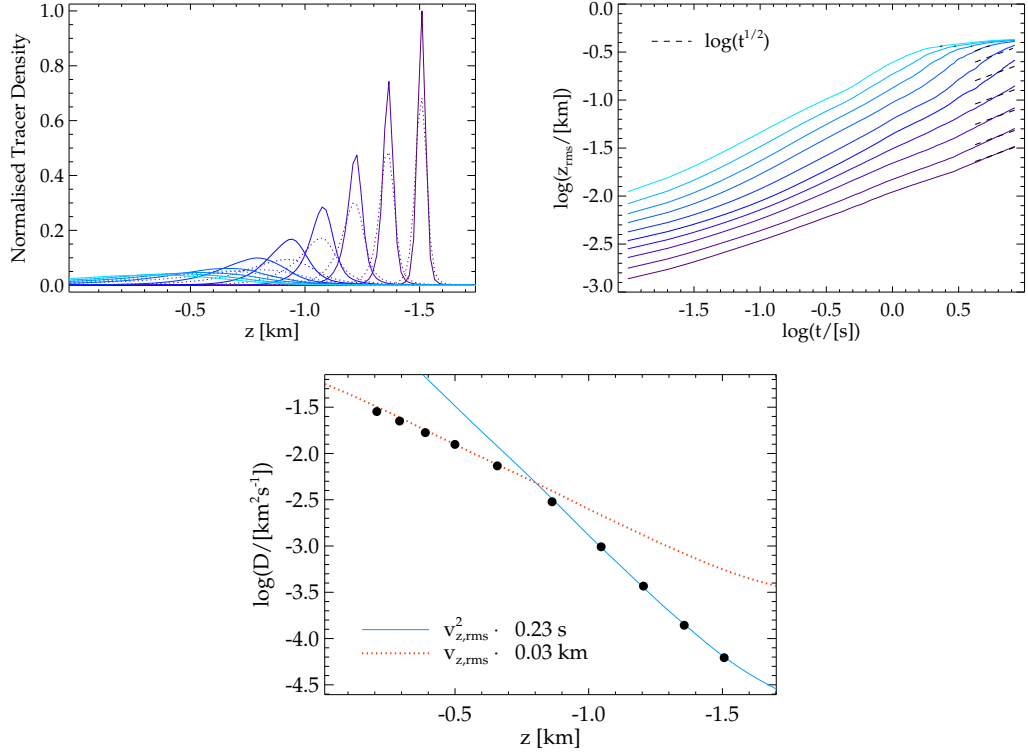 Normalised Tracer Density
1.0
0.8
0.6
0.4
0.2
0.0
-0.5 -1.0 -1.5
z [km]
log(z_rms/[km])
0.0
-0.5
-1.0
-1.5
-2.0
-2.5
-3.0
log(t^1/2)
-1.5 -1.0 -0.5 0.0 0.5
log(t/[s])
log(D/[km²s⁻¹])
-1.5
-2.0
-2.5
-3.0
-3.5
-4.0
-4.5
v²_z,rms · 0.23 s
v_z,rms · 0.03 km
-0.5 -1.0 -1.5
z [km]